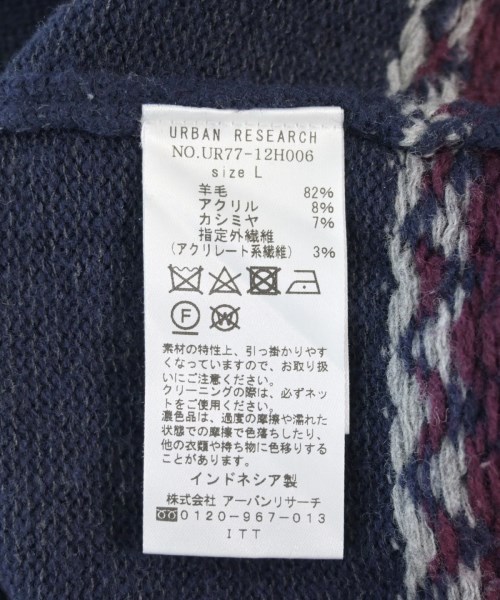 URBAN RESEARCH
NO.UR77-12H006
size L
羊毛 82%
アクリル 8%
カシミヤ 7%
指定外繊維
(アクリレート系繊維) 3%
F W
素材の特性上、引っ掛かりやす
くなっていますので、お取り扱
いにご注意ください。
クリーニングの際は、必ずネッ
トをご使用ください。
濃色品は、過度の摩擦や濡れた
状態での摩擦で色落ちしたり、
他の衣類や持ち物に色移りする
ことがあります。
インドネシア製
株式会社 アーバンリサーチ
0120-967-013
ITT